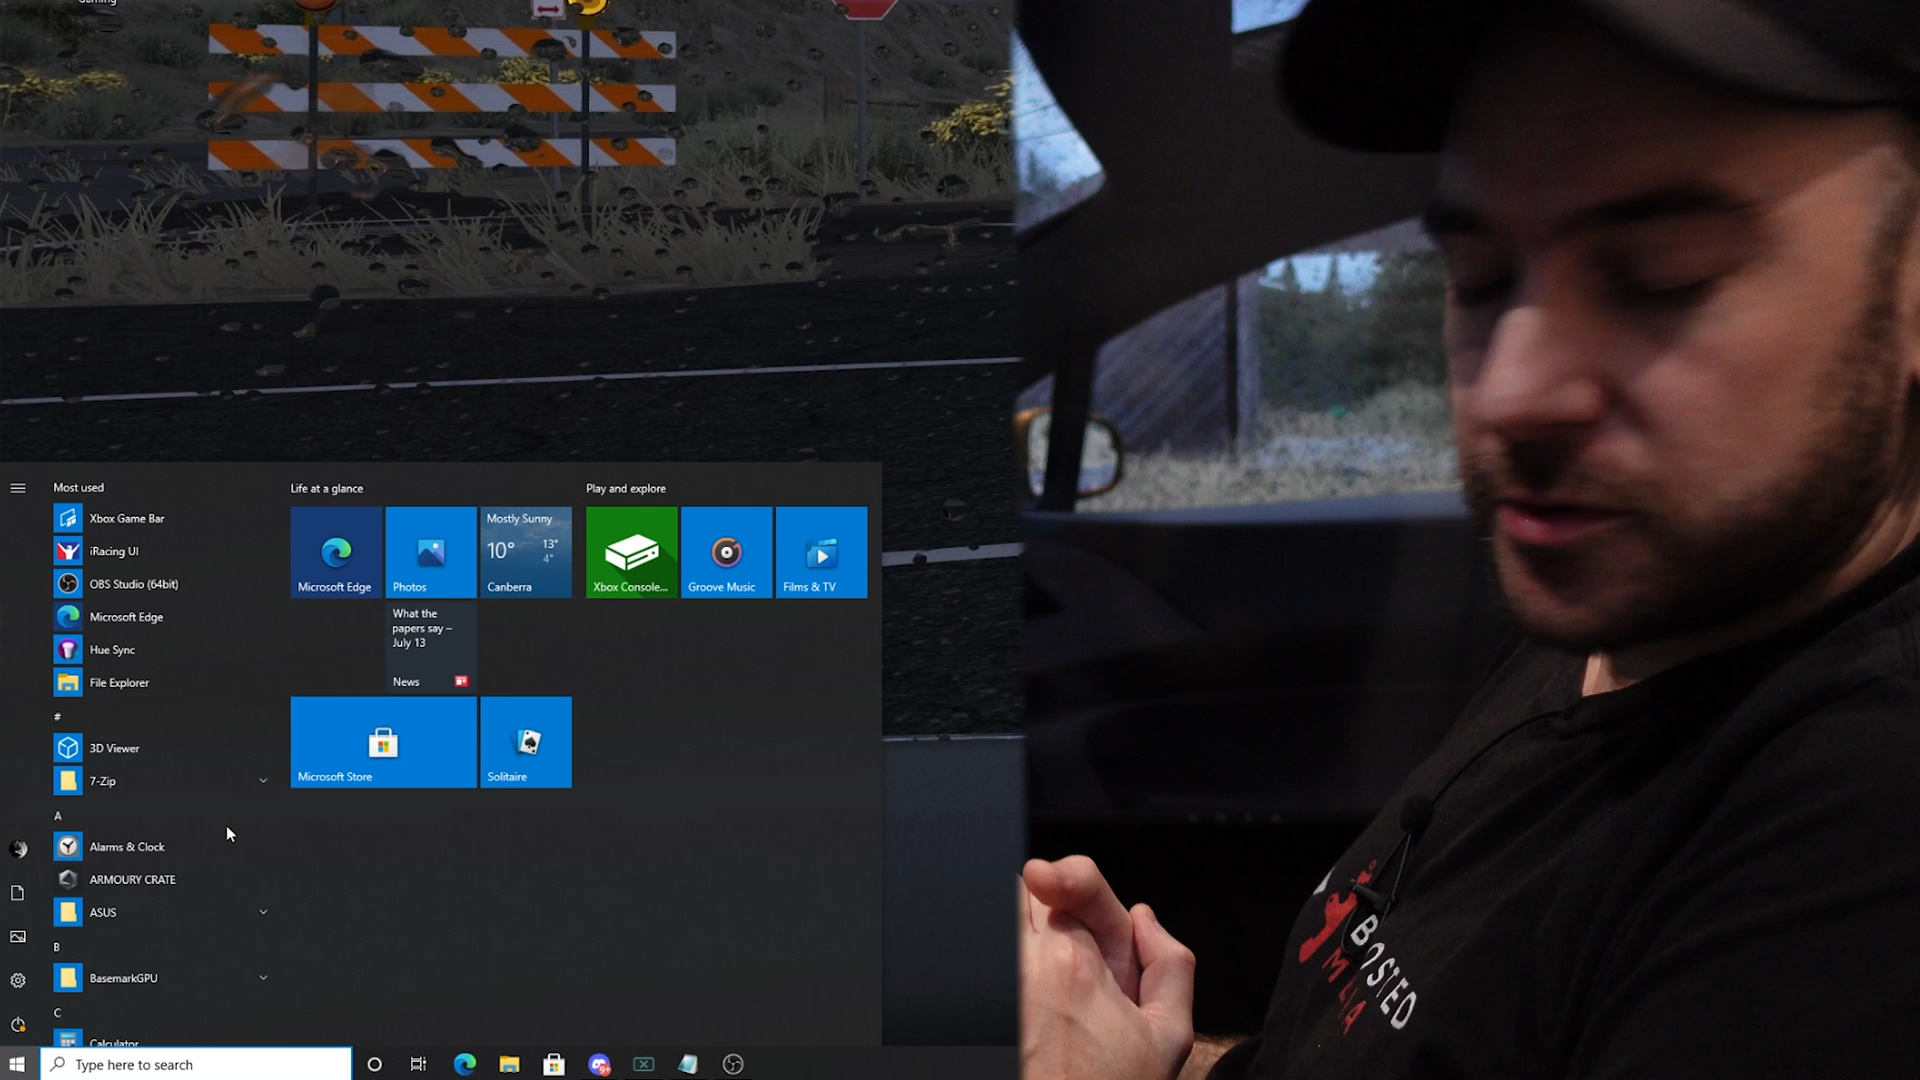 Most used
Xbox Game Bar
iRacing UI
OBS Studio (64bit)
Microsoft Edge
Hue Sync
File Explorer
#
3D Viewer
7-Zip
A
Alarms & Clock
ARMOURY CRATE
ASUS
B
BasemarkGPU
C
Calculator
Life at a glance
Microsoft Edge
Photos
Mostly Sunny
10° 13°
4°
Canberra
What the
papers say –
July 13
News
Microsoft Store
Solitaire
Play and explore
Xbox Console...
Groove Music
Films & TV
Type here to search
9+
BOOSTED
MEDIA